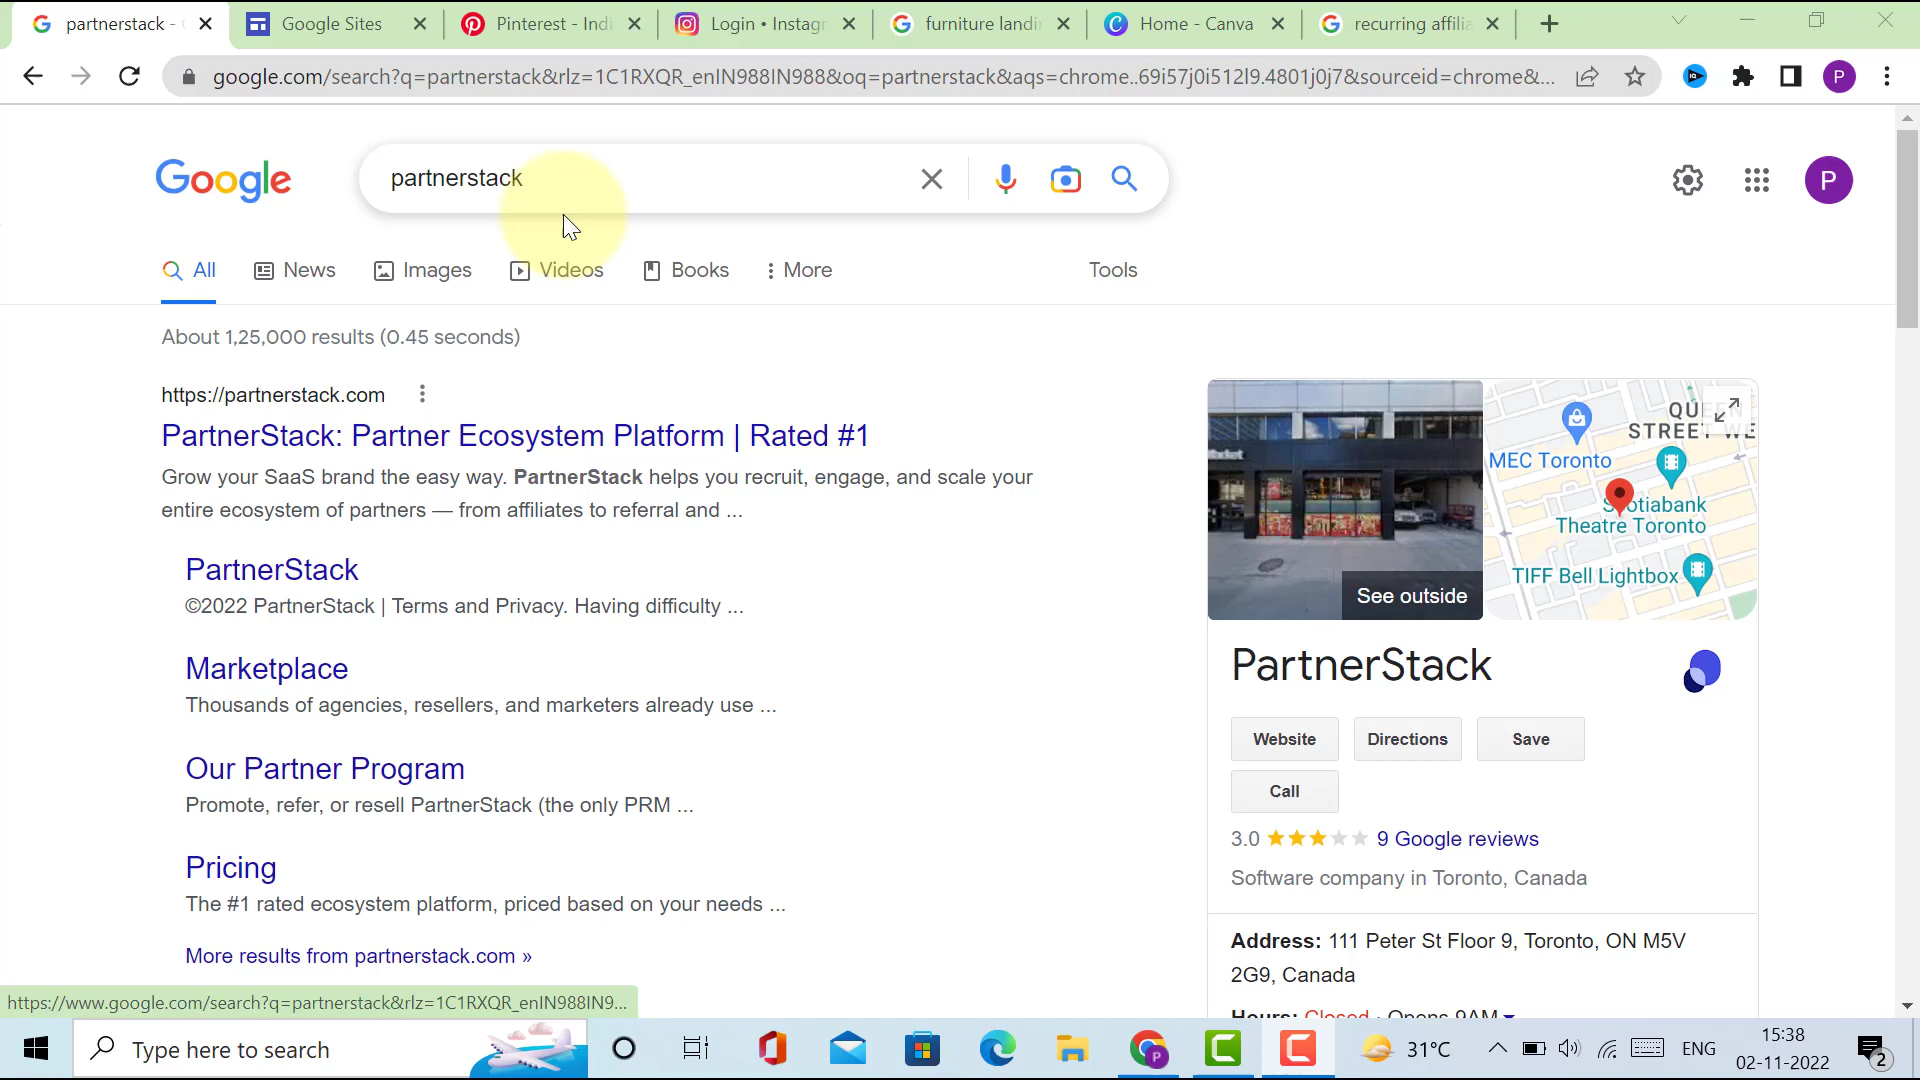 partnerstack - 
Google Sites
Pinterest - Indi
Login • Instagr
furniture landi
Home - Canva
recurring affilia
google.com/search?q=partnerstack&rlz=1C1RXQR_enIN988IN988&oq=partnerstack&aqs=chrome..69i57j0i512l9.4801j0j7&sourceid=chrome&...
P
Google
partnerstack
P
All
News
Images
Videos
Books
More
Tools
About 1,25,000 results (0.45 seconds)
https://partnerstack.com
PartnerStack: Partner Ecosystem Platform | Rated #1
Grow your SaaS brand the easy way. PartnerStack helps you recruit, engage, and scale your
entire ecosystem of partners — from affiliates to referral and ...
PartnerStack
©2022 PartnerStack | Terms and Privacy. Having difficulty ...
Marketplace
Thousands of agencies, resellers, and marketers already use ...
Our Partner Program
Promote, refer, or resell PartnerStack (the only PRM ...
Pricing
The #1 rated ecosystem platform, priced based on your needs ...
More results from partnerstack.com »
See outside
QUEEN
STREET WE
MEC Toronto
Scotiabank
Theatre Toronto
TIFF Bell Lightbox
PartnerStack
Website
Directions
Save
Call
3.0
9 Google reviews
Software company in Toronto, Canada
Address: 111 Peter St Floor 9, Toronto, ON M5V
2G9, Canada
Hours: Closed · Opens 9AM
https://www.google.com/search?q=partnerstack&rlz=1C1RXQR_enIN988IN9...
Type here to search
P
31°C
ENG
15:38
02-11-2022
2